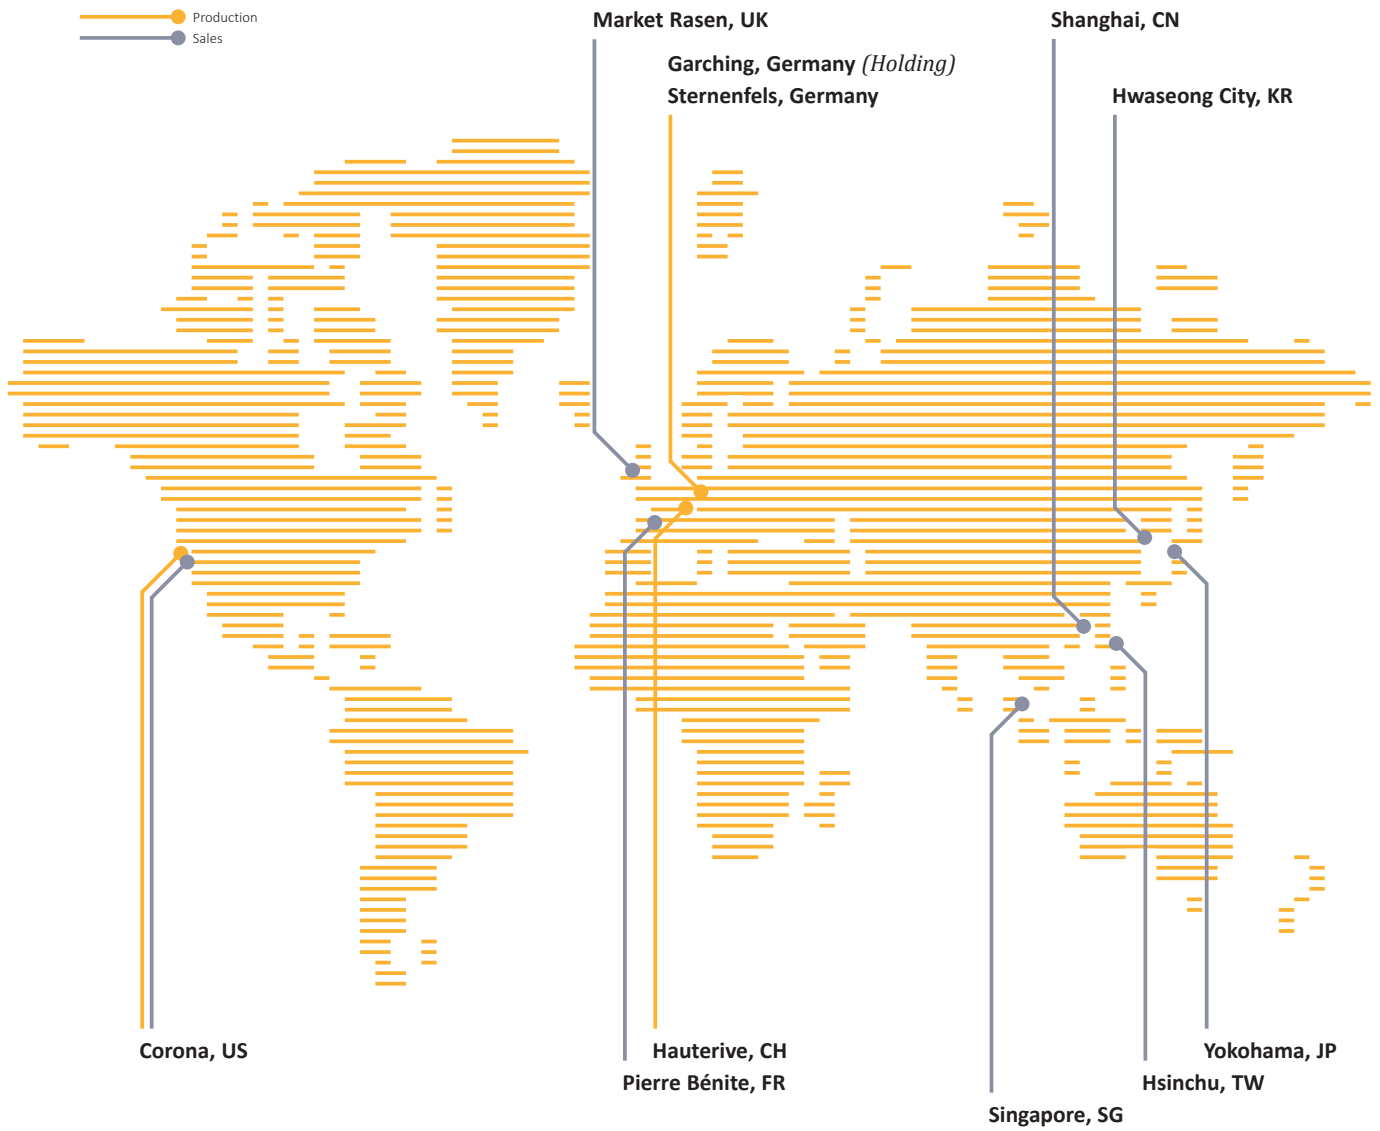 Production
Sales
Market Rasen, UK
Shanghai, CN
Garching, Germany (Holding)
Sternenfels, Germany
Hwaseong City, KR
Corona, US
Hauterive, CH
Pierre Bénite, FR
Yokohama, JP
Hsinchu, TW
Singapore, SG